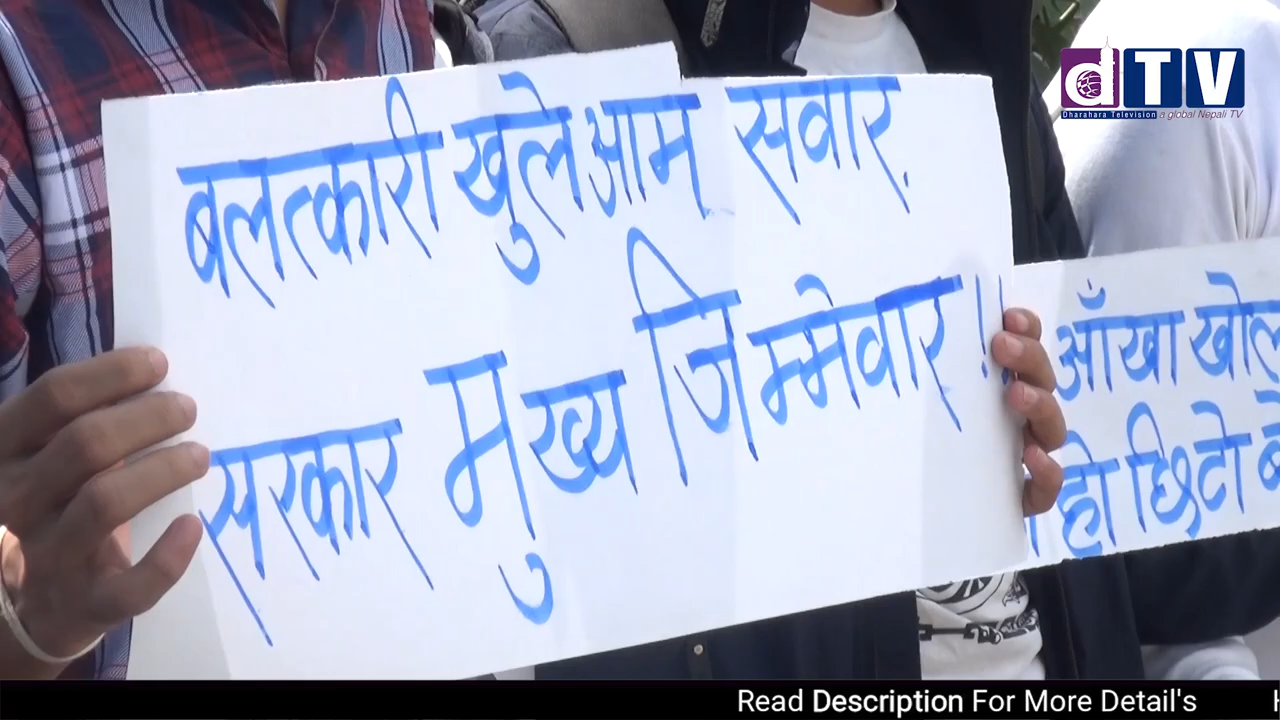 बलत्कारी खुलेआम सवार,
सरकार मुख्य जिम्मेवार!!
आँखा खोल
हो छिटो
dTV
Dharahara Television a global Nepali TV
Read Description For More Detail's